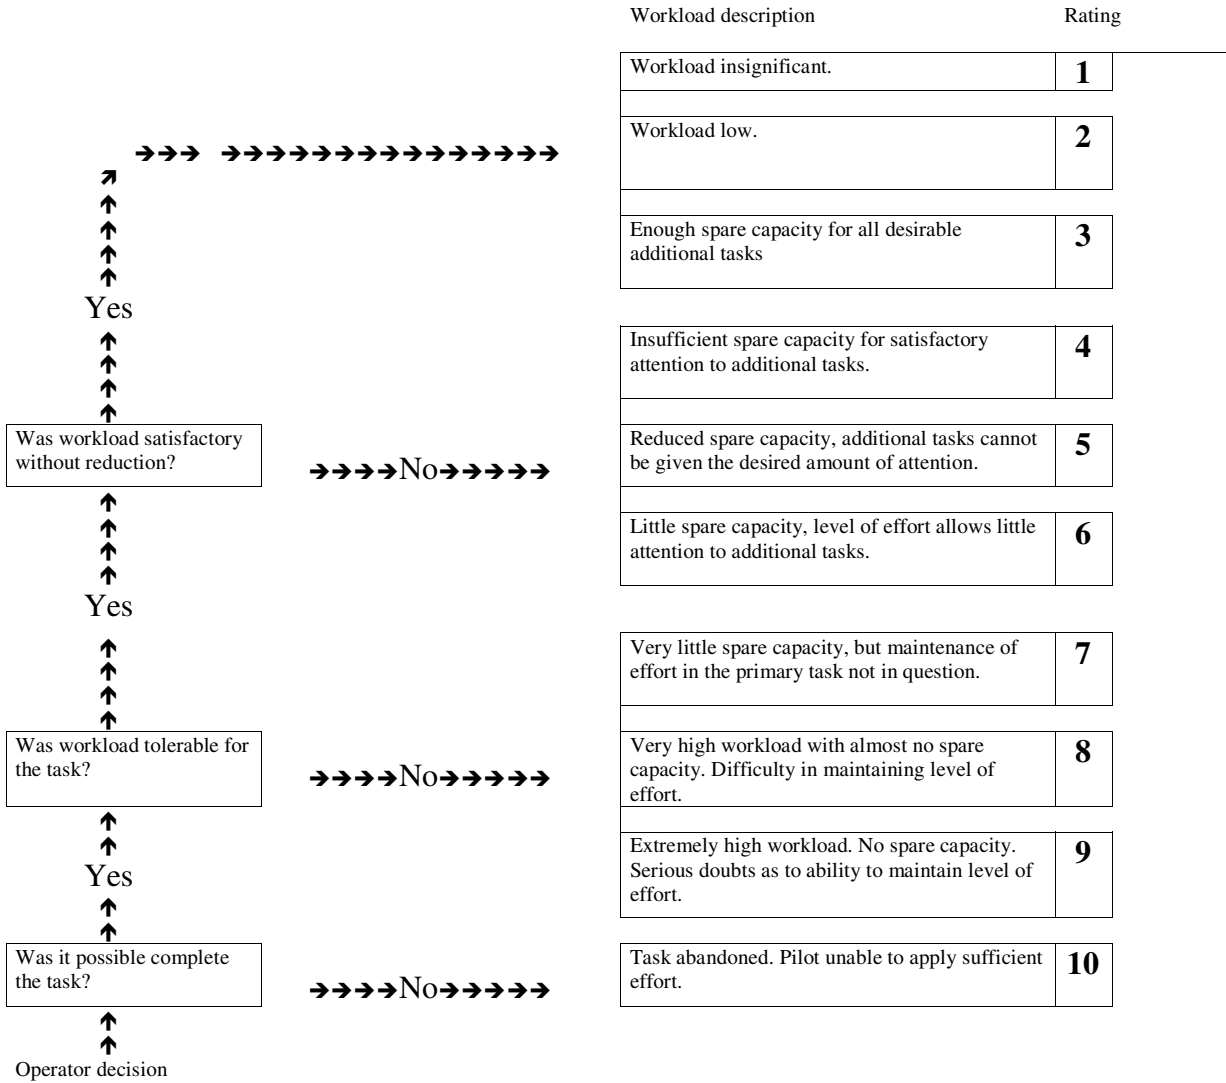 Workload description Rating
Workload insignificant. 1
Workload low. 2
Enough spare capacity for all desirable 3
additional tasks
Yes
Insufficient spare capacity for satisfactory 4
attention to additional tasks.
Was workload satisfactory
without reduction?
No
Reduced spare capacity, additional tasks cannot 5
be given the desired amount of attention.
Little spare capacity, level of effort allows little 6
attention to additional tasks.
Yes
Very little spare capacity, but maintenance of 7
effort in the primary task not in question.
Was workload tolerable for
the task?
No
Very high workload with almost no spare 8
capacity. Difficulty in maintaining level of
effort.
Extremely high workload. No spare capacity. 9
Serious doubts as to ability to maintain level of
effort.
Yes
Was it possible complete
the task?
No
Task abandoned. Pilot unable to apply sufficient 10
effort.
Operator decision